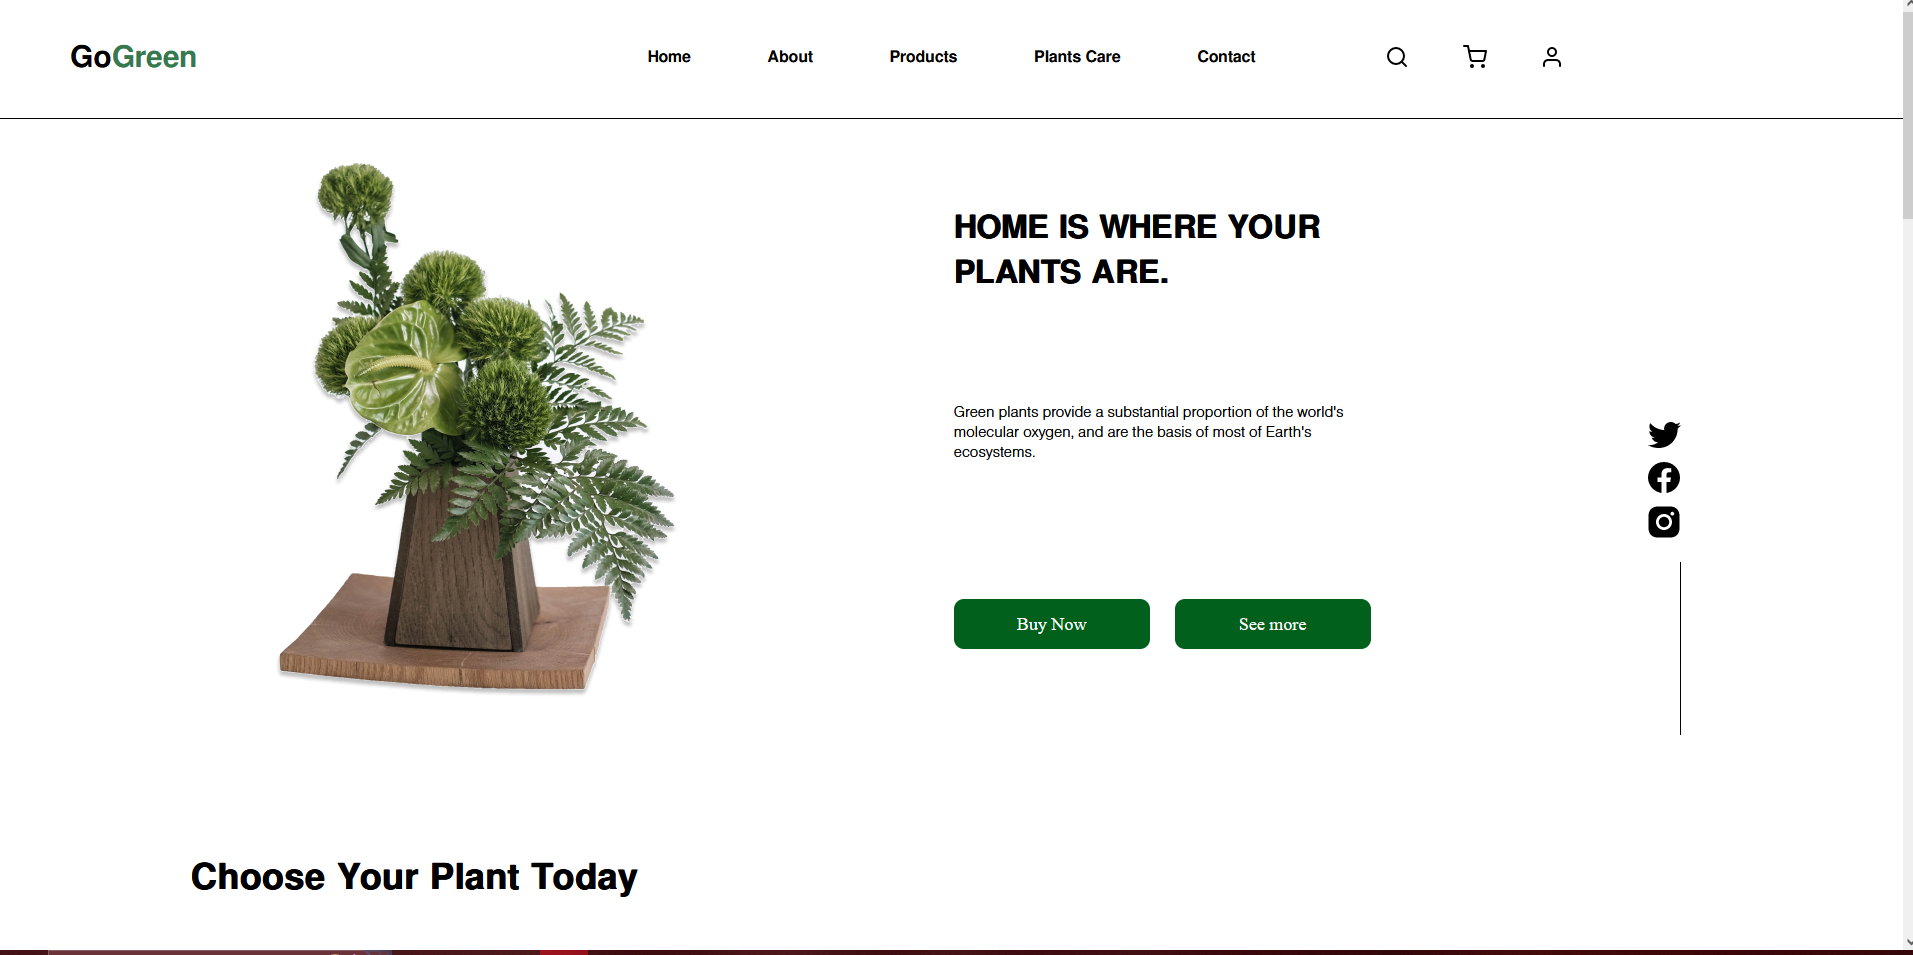 GoGreen
Home About Products Plants Care Contact
HOME IS WHERE YOUR
PLANTS ARE.
Green plants provide a substantial proportion of the world's
molecular oxygen, and are the basis of most of Earth's
ecosystems.
Buy Now See more
Choose Your Plant Today